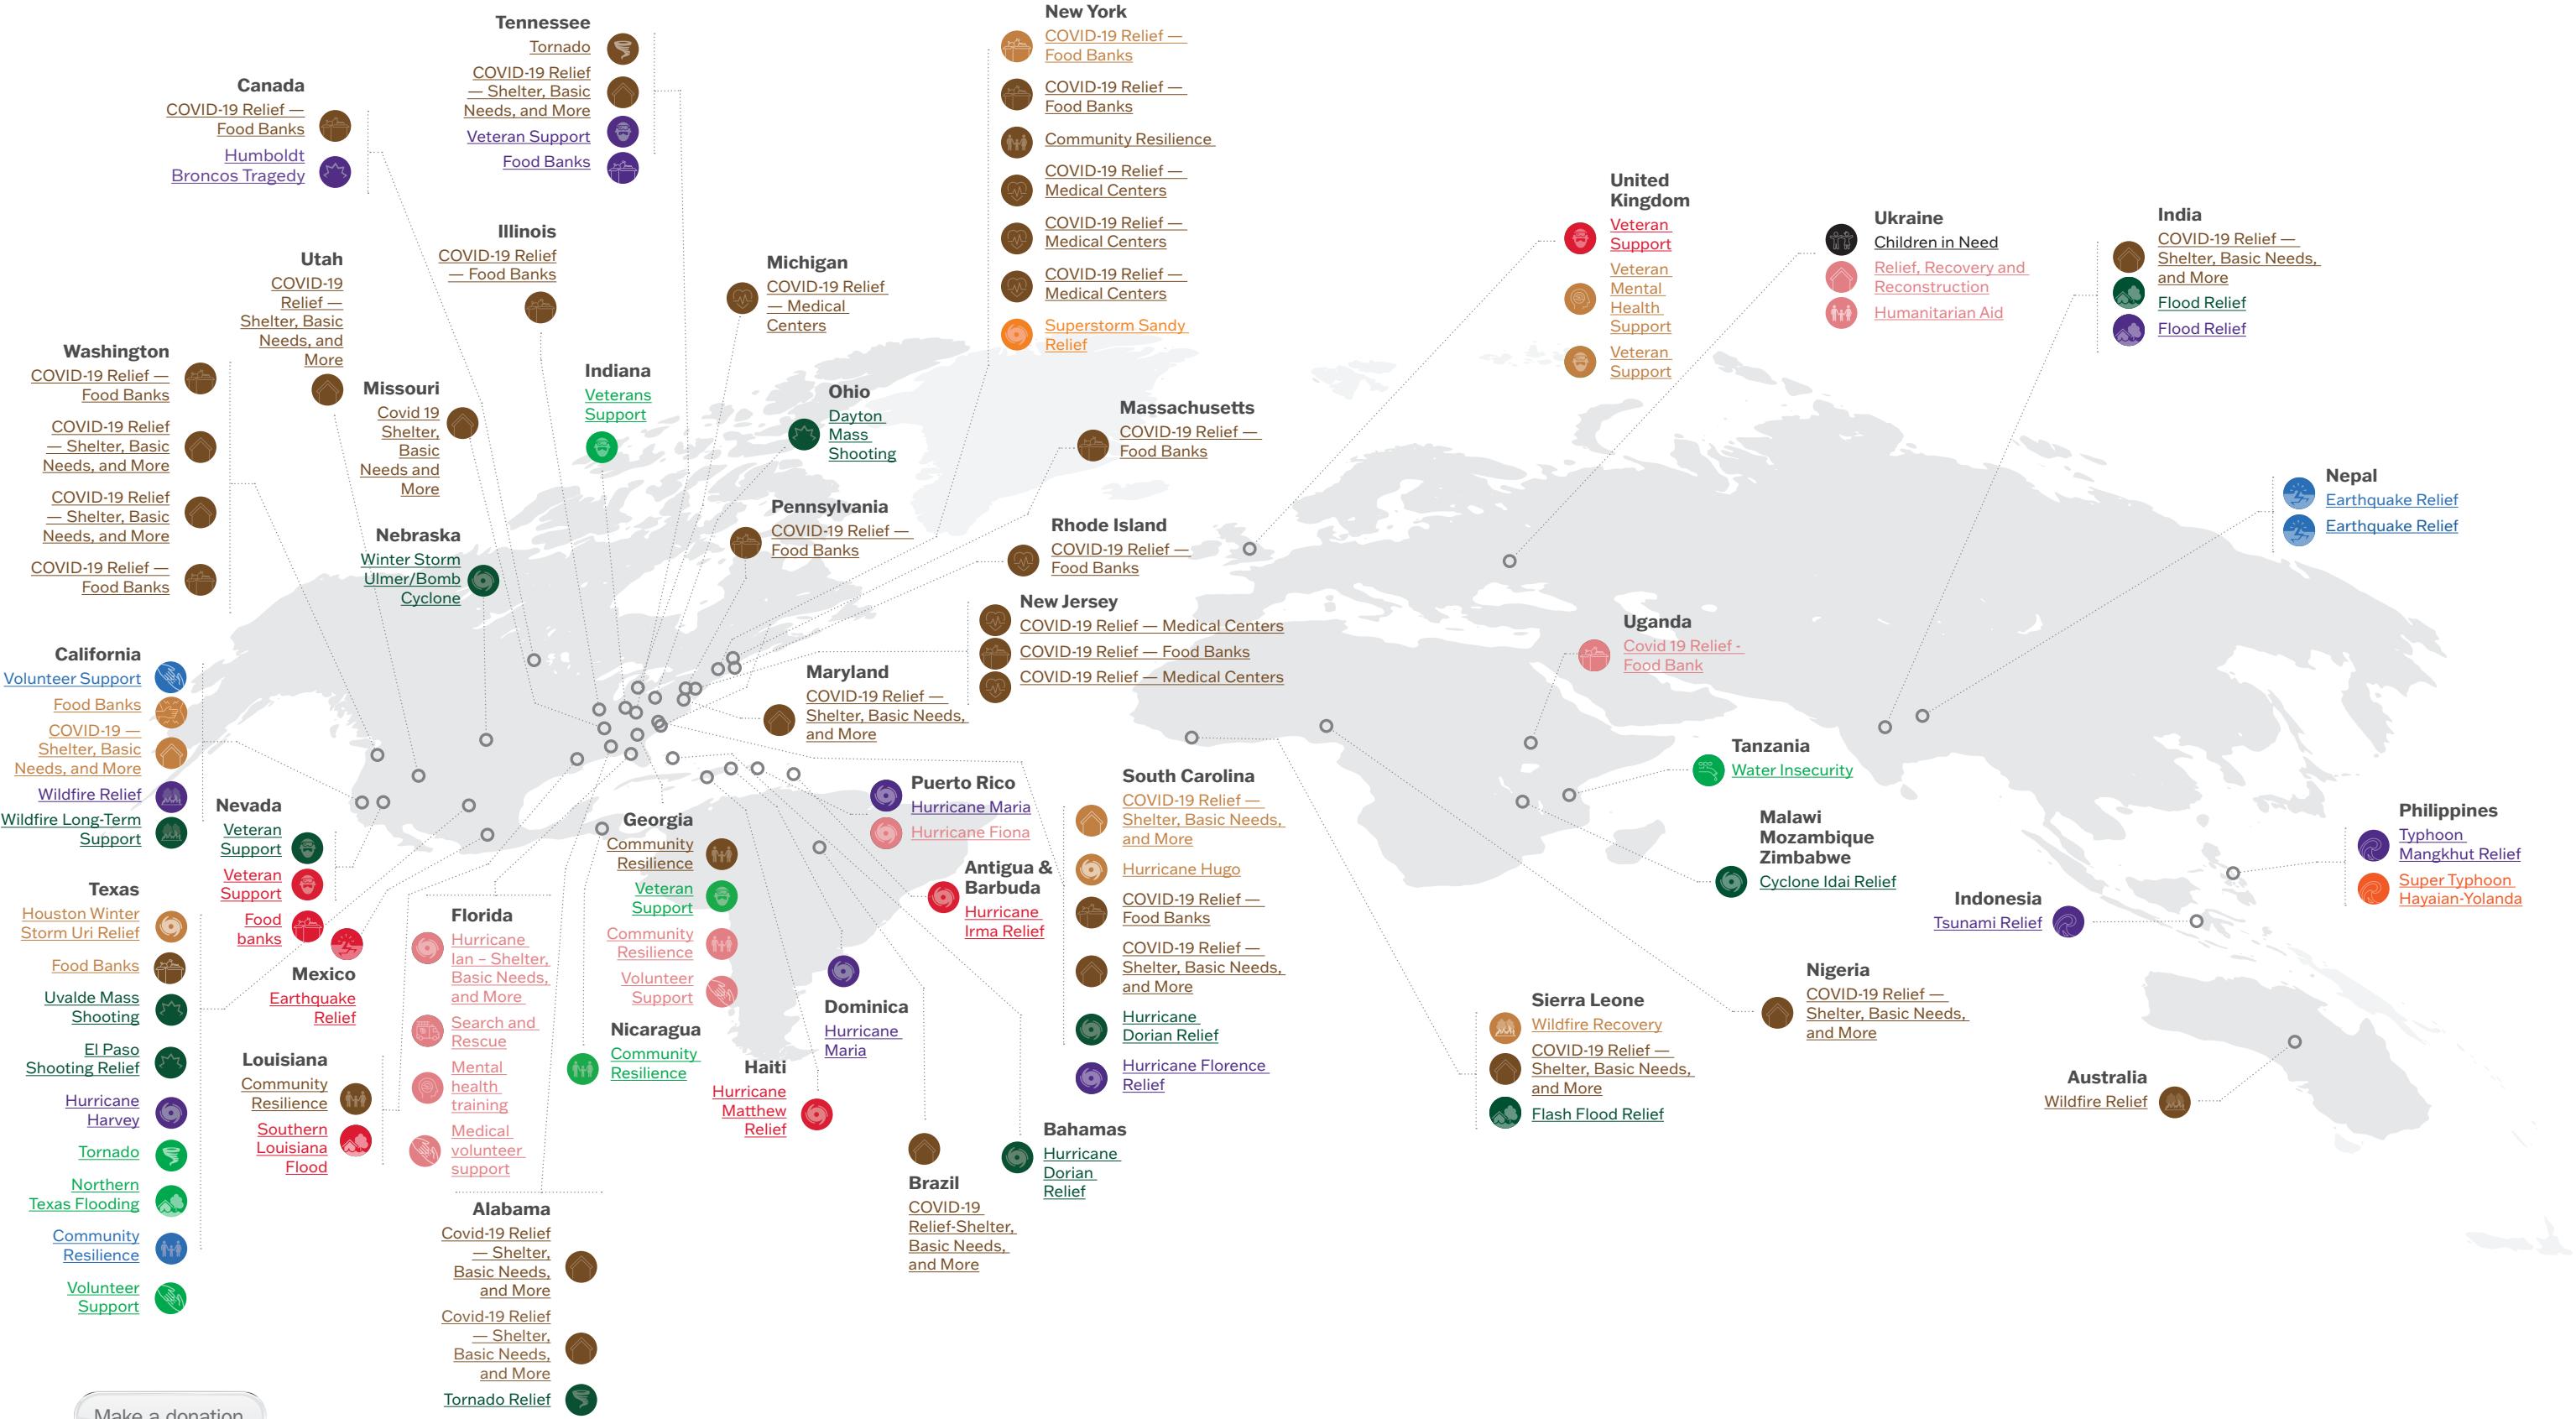 Tennessee
Tornado
COVID-19 Relief
— Shelter, Basic
Needs, and More
Veteran Support
Food Banks
New York
COVID-19 Relief —
Food Banks
COVID-19 Relief —
Food Banks
Community Resilience
COVID-19 Relief —
Medical Centers
COVID-19 Relief —
Medical Centers
COVID-19 Relief —
Medical Centers
Superstorm Sandy
Relief
Canada
COVID-19 Relief —
Food Banks
Humboldt
Broncos Tragedy
Illinois
COVID-19 Relief
— Food Banks
Utah
COVID-19
Relief —
Shelter, Basic
Needs, and
More
Michigan
COVID-19 Relief
— Medical
Centers
United
Kingdom
Veteran
Support
Veteran
Mental
Health
Support
Veteran
Support
Ukraine
Children in Need
Relief, Recovery and
Reconstruction
Humanitarian Aid
India
COVID-19 Relief —
Shelter, Basic Needs,
and More
Flood Relief
Flood Relief
Washington
COVID-19 Relief —
Food Banks
COVID-19 Relief
— Shelter, Basic
Needs, and More
COVID-19 Relief
— Shelter, Basic
Needs, and More
COVID-19 Relief —
Food Banks
Missouri
Covid 19
Shelter,
Basic
Needs and
More
Indiana
Veterans
Support
Ohio
Dayton
Mass
Shooting
Massachusetts
COVID-19 Relief —
Food Banks
Nebraska
Winter Storm
Ulmer/Bomb
Cyclone
Pennsylvania
COVID-19 Relief —
Food Banks
Rhode Island
COVID-19 Relief —
Food Banks
Nepal
Earthquake Relief
Earthquake Relief
New Jersey
COVID-19 Relief — Medical Centers
COVID-19 Relief — Food Banks
COVID-19 Relief — Medical Centers
Uganda
Covid 19 Relief -
Food Bank
California
Volunteer Support
Food Banks
COVID-19 —
Shelter, Basic
Needs, and More
Wildfire Relief
Wildfire Long-Term
Support
Maryland
COVID-19 Relief —
Shelter, Basic Needs,
and More
Nevada
Veteran
Support
Veteran
Support
Food
banks
Tanzania
Water Insecurity
Malawi
Mozambique
Zimbabwe
Cyclone Idai Relief
Puerto Rico
Hurricane Maria
Hurricane Fiona
South Carolina
COVID-19 Relief —
Shelter, Basic Needs,
and More
Hurricane Hugo
COVID-19 Relief —
Food Banks
COVID-19 Relief —
Shelter, Basic Needs,
and More
Hurricane
Dorian Relief
Hurricane Florence
Relief
Philippines
Typhoon
Mangkhut Relief
Super Typhoon
Hayaian-Yolanda
Georgia
Community
Resilience
Veteran
Support
Community
Resilience
Volunteer
Support
Antigua &
Barbuda
Hurricane
Irma Relief
Texas
Houston Winter
Storm Uri Relief
Food Banks
Uvalde Mass
Shooting
El Paso
Shooting Relief
Hurricane
Harvey
Tornado
Northern
Texas Flooding
Community
Resilience
Volunteer
Support
Indonesia
Tsunami Relief
Florida
Hurricane
Ian – Shelter,
Basic Needs,
and More
Search and
Rescue
Mental
health
training
Medical
volunteer
support
Mexico
Earthquake
Relief
Nigeria
COVID-19 Relief —
Shelter, Basic Needs,
and More
Dominica
Hurricane
Maria
Sierra Leone
Wildfire Recovery
COVID-19 Relief —
Shelter, Basic Needs,
and More
Flash Flood Relief
Nicaragua
Community
Resilience
Louisiana
Community
Resilience
Southern
Louisiana
Flood
Haiti
Hurricane
Matthew
Relief
Australia
Wildfire Relief
Bahamas
Hurricane
Dorian
Relief
Brazil
COVID-19
Relief-Shelter,
Basic Needs,
and More
Alabama
Covid-19 Relief
— Shelter,
Basic Needs,
and More
Covid-19 Relief
— Shelter,
Basic Needs,
and More
Tornado Relief
Make a donation